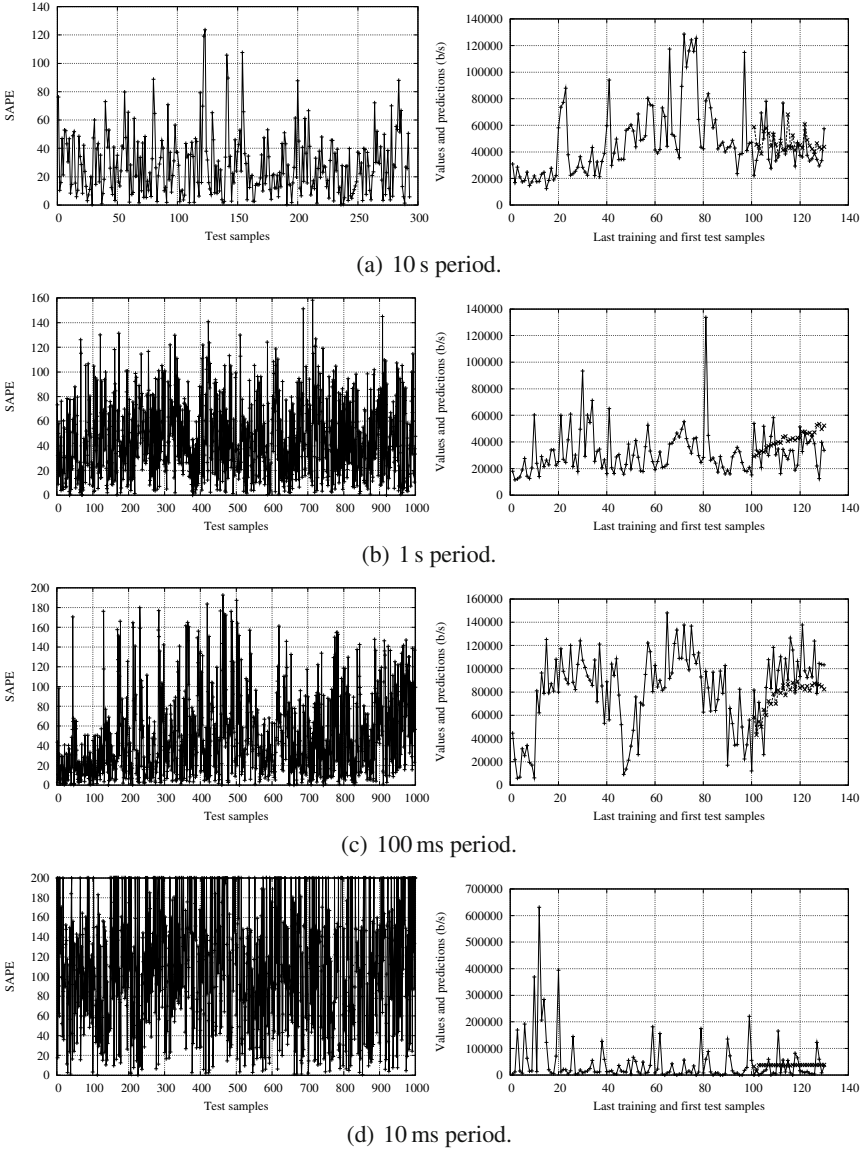 140
120
100
80
60
40
20
0
SAPE
0 50 100 150 200 250 300
Test samples
140000
120000
100000
80000
60000
40000
20000
0
Values and predictions (b/s)
0 20 40 60 80 100 120 140
Last training and first test samples
(a) 10 s period.
160
140
120
100
80
60
40
20
0
SAPE
0 100 200 300 400 500 600 700 800 900 1000
Test samples
140000
120000
100000
80000
60000
40000
20000
0
Values and predictions (b/s)
0 20 40 60 80 100 120 140
Last training and first test samples
(b) 1 s period.
200
180
160
140
120
100
80
60
40
20
0
SAPE
0 100 200 300 400 500 600 700 800 900 1000
Test samples
160000
140000
120000
100000
80000
60000
40000
20000
0
Values and predictions (b/s)
0 20 40 60 80 100 120 140
Last training and first test samples
(c) 100 ms period.
200
180
160
140
120
100
80
60
40
20
0
SAPE
0 100 200 300 400 500 600 700 800 900 1000
Test samples
700000
600000
500000
400000
300000
200000
100000
0
Values and predictions (b/s)
0 20 40 60 80 100 120 140
Last training and first test samples
(d) 10 ms period.